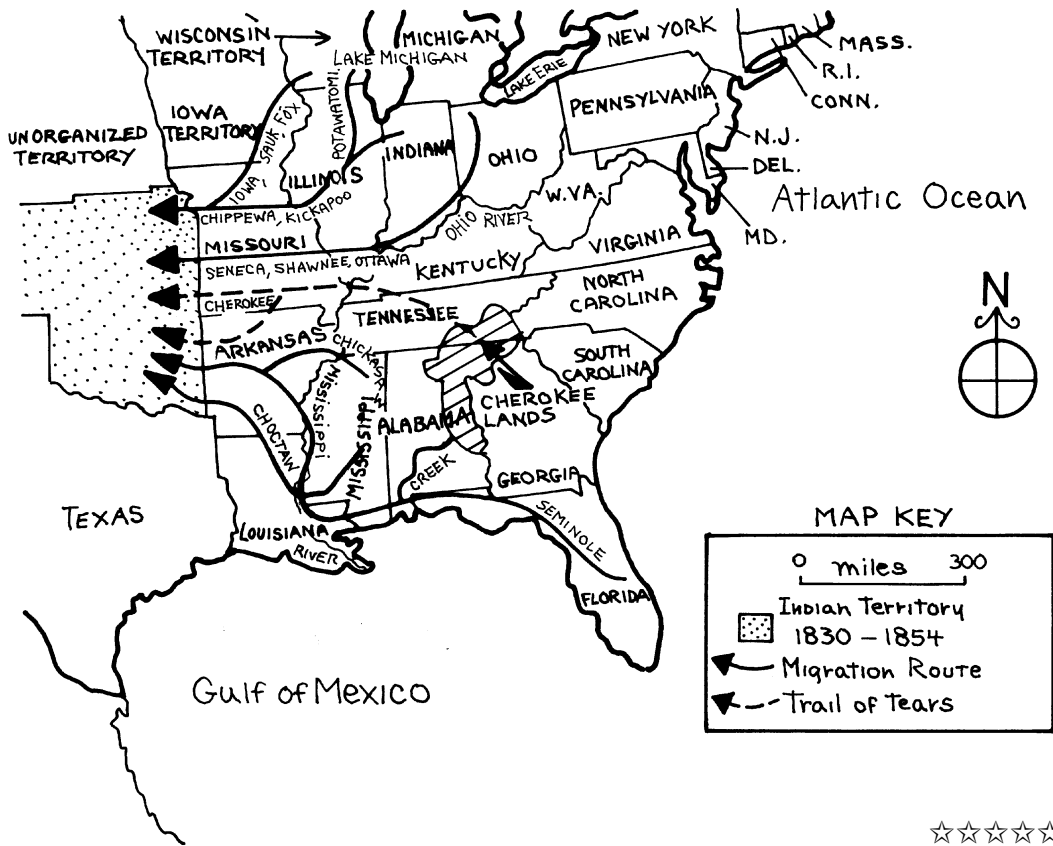 WISCONSIN
TERRITORY
MICHIGAN
LAKE MICHIGAN
NEW YORK
MASS.
R.I.
CONN.
LAKE ERIE
PENNSYLVANIA
N.J.
DEL.
MD.
IOWA
TERRITORY
UNORGANIZED
TERRITORY
IOWA, SAUK FOX
POTAWATOMI
ILLINOIS
INDIANA
OHIO
W.VA.
Atlantic Ocean
CHIPPEWA, KICKAPOO
OHIO RIVER
MISSOURI
SENECA, SHAWNEE, OTTAWA
KENTUCKY
VIRGINIA
CHEROKEE
NORTH
CAROLINA
TENNESSEE
ARKANSAS
CHICKASAW
SOUTH
CAROLINA
N
CHEROKEE
LANDS
MISSISSIPPI
MISSISSIPPI
ALABAMA
CHOCTAW
CREEK
GEORGIA
SEMINOLE
TEXAS
LOUISIANA
RIVER
FLORIDA
Gulf of Mexico
MAP KEY
0 miles 300
Indian Territory
1830 – 1854
Migration Route
Trail of Tears